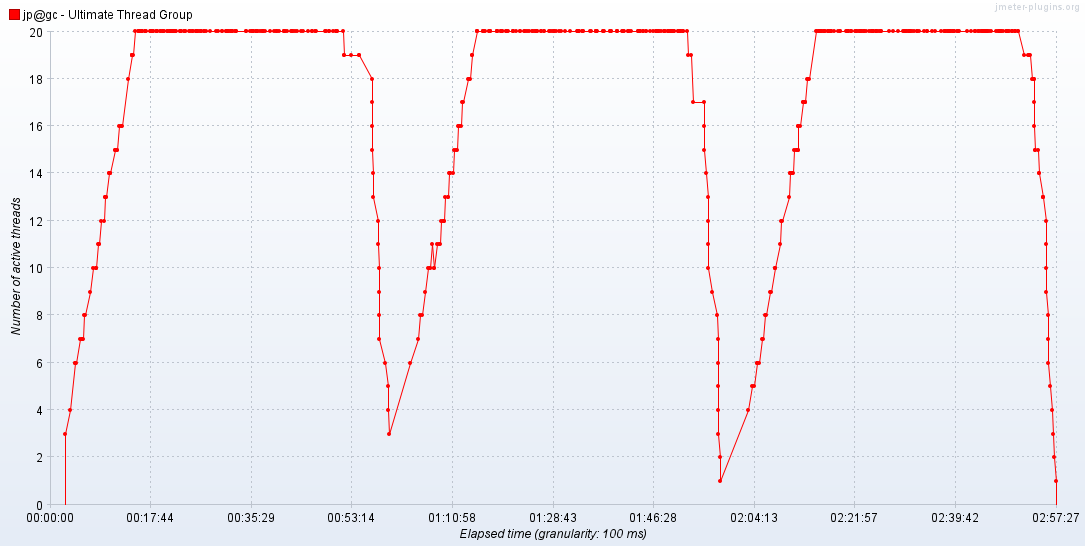 jp@gc - Ultimate Thread Group
jmeter-plugins.org
Number of active threads
20
18
16
14
12
10
8
6
4
2
0
00:00:00 00:17:44 00:35:29 00:53:14 01:10:58 01:28:43 01:46:28 02:04:13 02:21:57 02:39:42 02:57:27
Elapsed time (granularity: 100 ms)